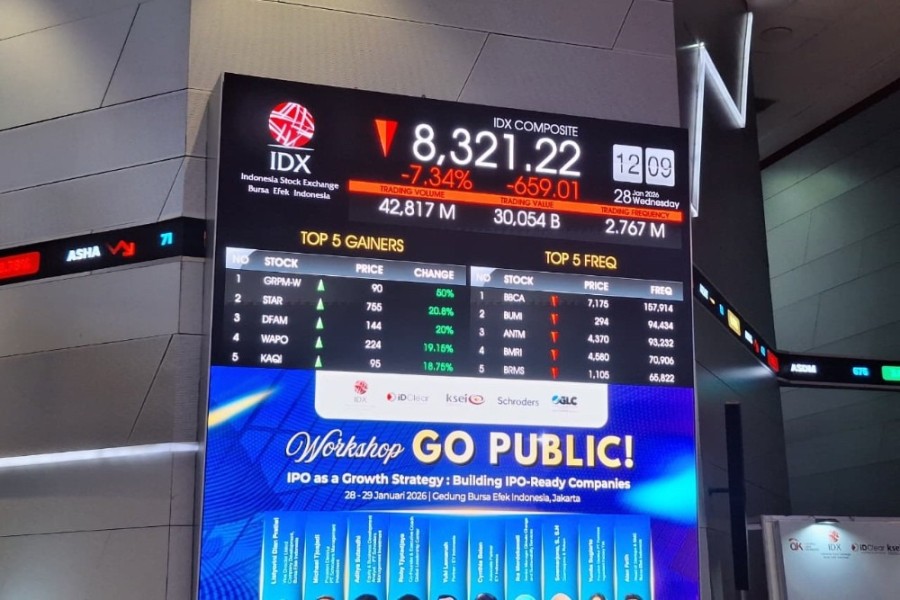 IDX
Indonesia Stock Exchange
Bursa Efek Indonesia
IDX COMPOSITE
8,321.22
-7,34% -659.01
TRADING VOLUME TRADING VALUE TRADING FREQUENCY
42,817 M 30,054 B 2.767 M
12 09
28 Jan 2026
Wednesday
ASHA 71
TOP 5 GAINERS
NO STOCK PRICE CHANGE
1 GRPM-W 90 50%
2 STAR 755 20.8%
3 DFAM 144 20%
4 WAPO 224 19.15%
5 KAQI 95 18.75%
TOP 5 FREQ
NO STOCK PRICE FREQ
1 BBCA 7,175 157,914
2 BUMI 294 94,434
3 ANTM 4,370 93,232
4 BMRI 4,580 70,906
5 BRMS 1,105 65,822
IDX iDClear ksei Schroders GLC
Workshop GO PUBLIC!
IPO as a Growth Strategy : Building IPO-Ready Companies
28 - 29 Januari 2026 | Gedung Bursa Efek Indonesia, Jakarta
N
OK iDClear kse